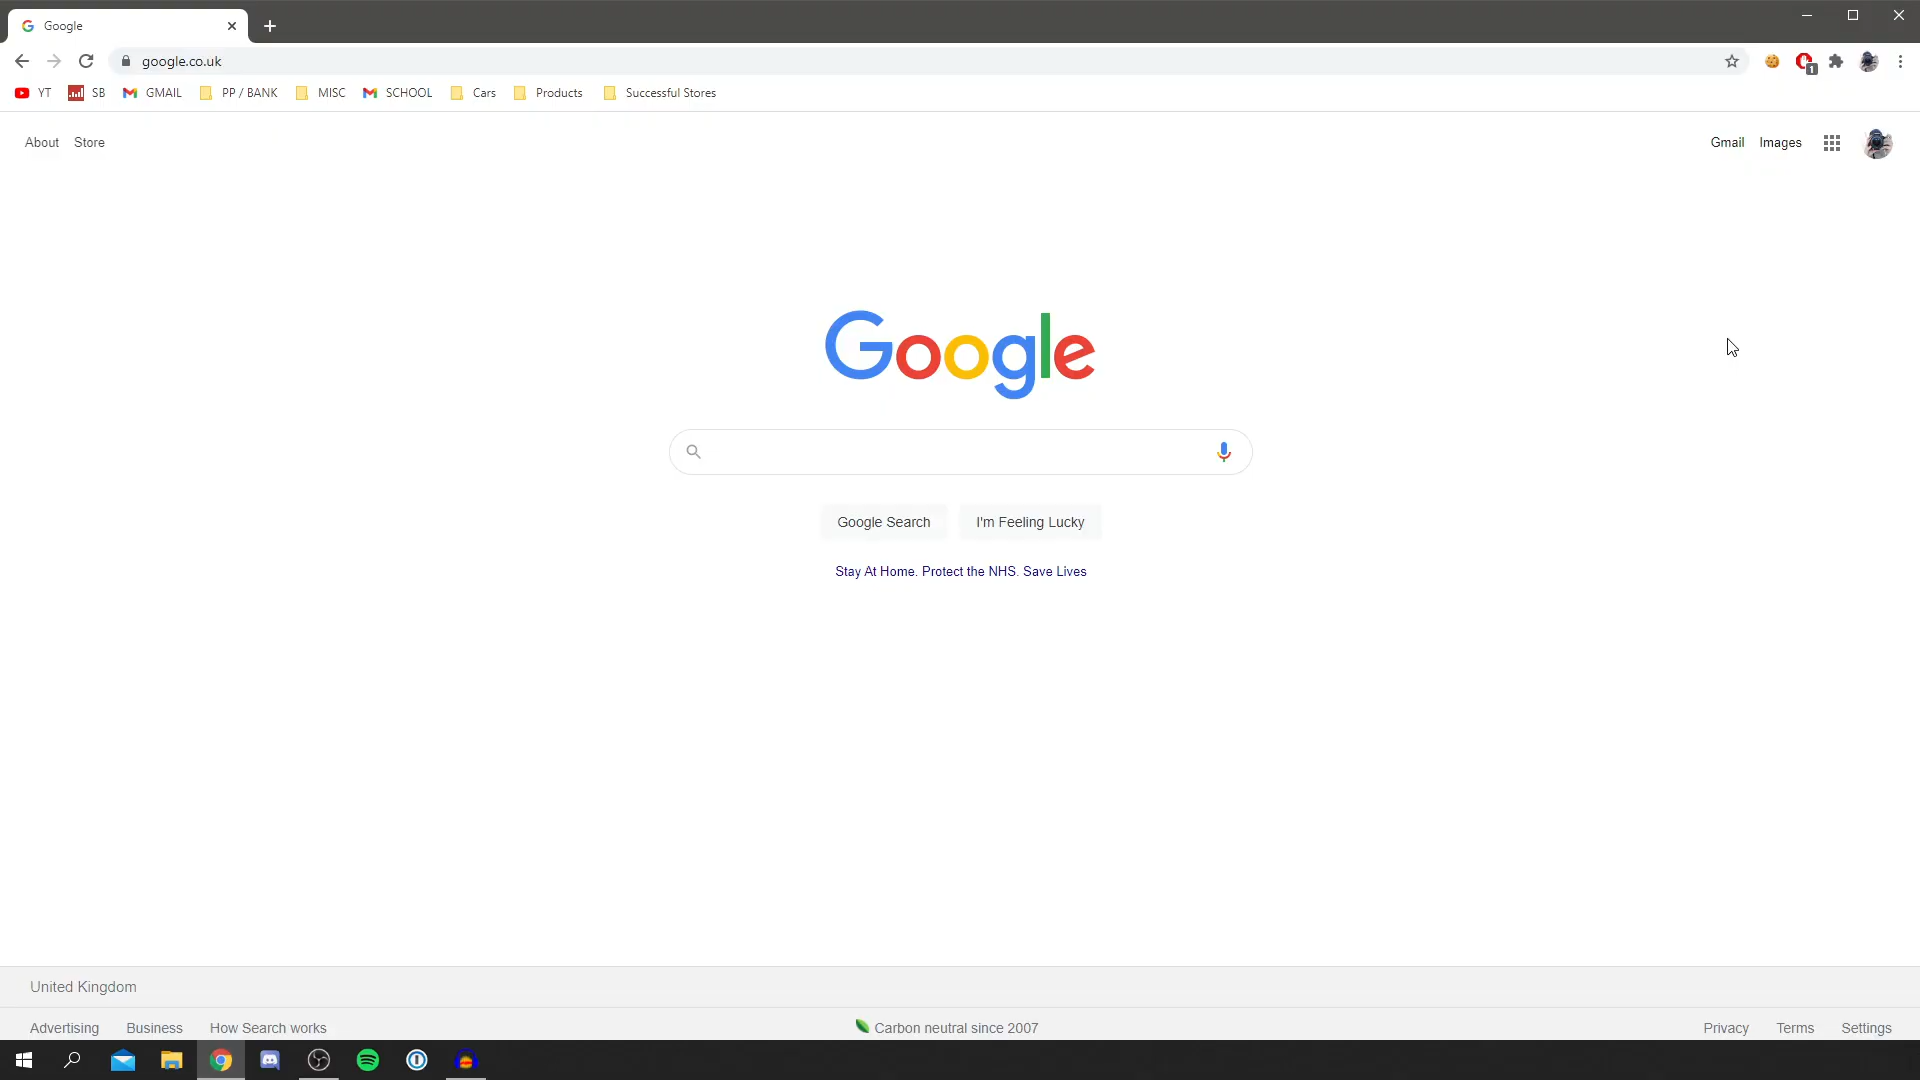 Google
google.co.uk
1
YT SB GMAIL PP / BANK MISC SCHOOL Cars Products Successful Stores
About Store Gmail Images
Google
Google Search I'm Feeling Lucky
Stay At Home. Protect the NHS. Save Lives
United Kingdom
Advertising Business How Search works Carbon neutral since 2007 Privacy Terms Settings